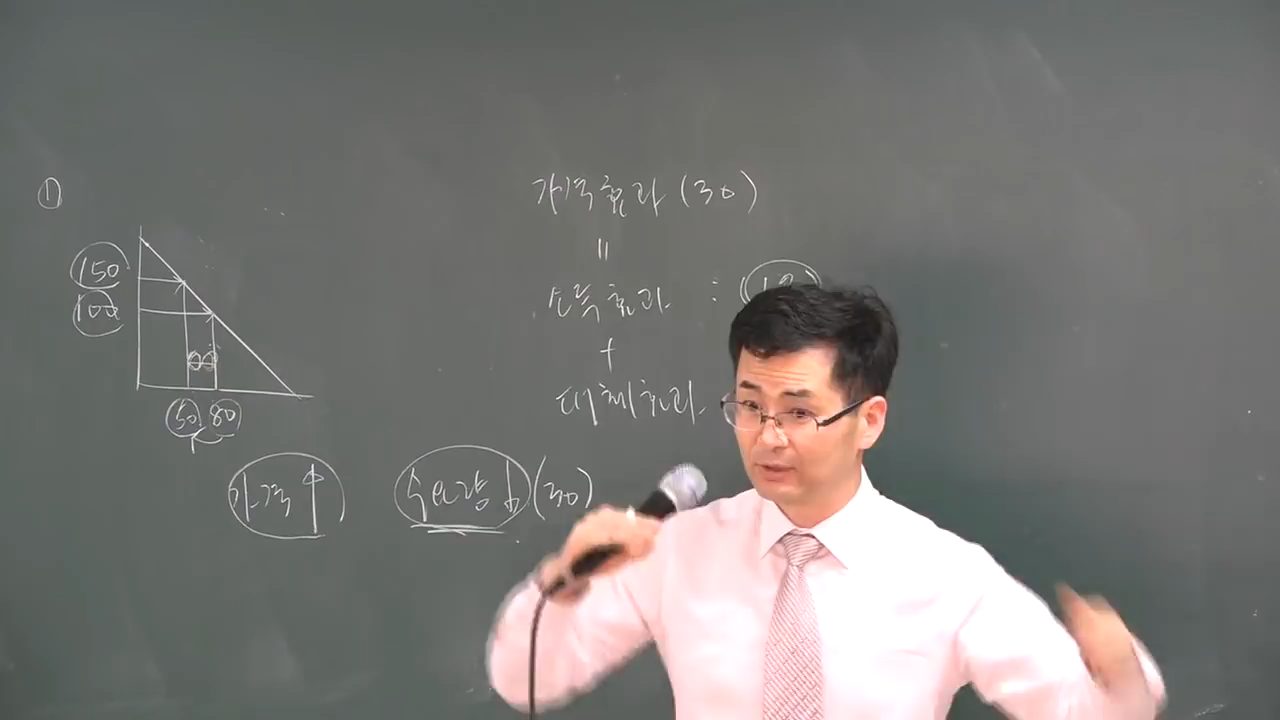 ①
150
100
50 80
가격 ↑ 수요량 ↓ (30)
가격효과 (30)
=
소득효과 :
+
대체효과